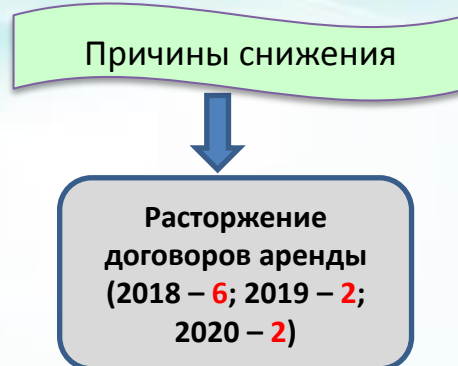 Причины снижения
Расторжение
договоров аренды
(2018 – 6; 2019 – 2;
2020 – 2)